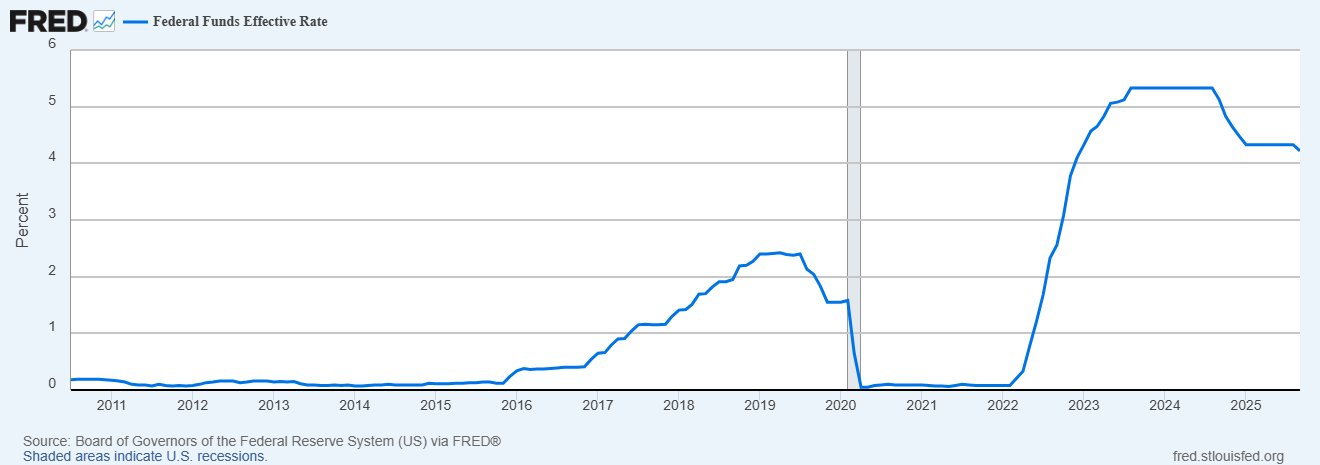 FRED® Federal Funds Effective Rate
6
5
4
3
2
1
0
Percent
2011 2012 2013 2014 2015 2016 2017 2018 2019 2020 2021 2022 2023 2024 2025
Source: Board of Governors of the Federal Reserve System (US) via FRED®
Shaded areas indicate U.S. recessions. fred.stlouisfed.org